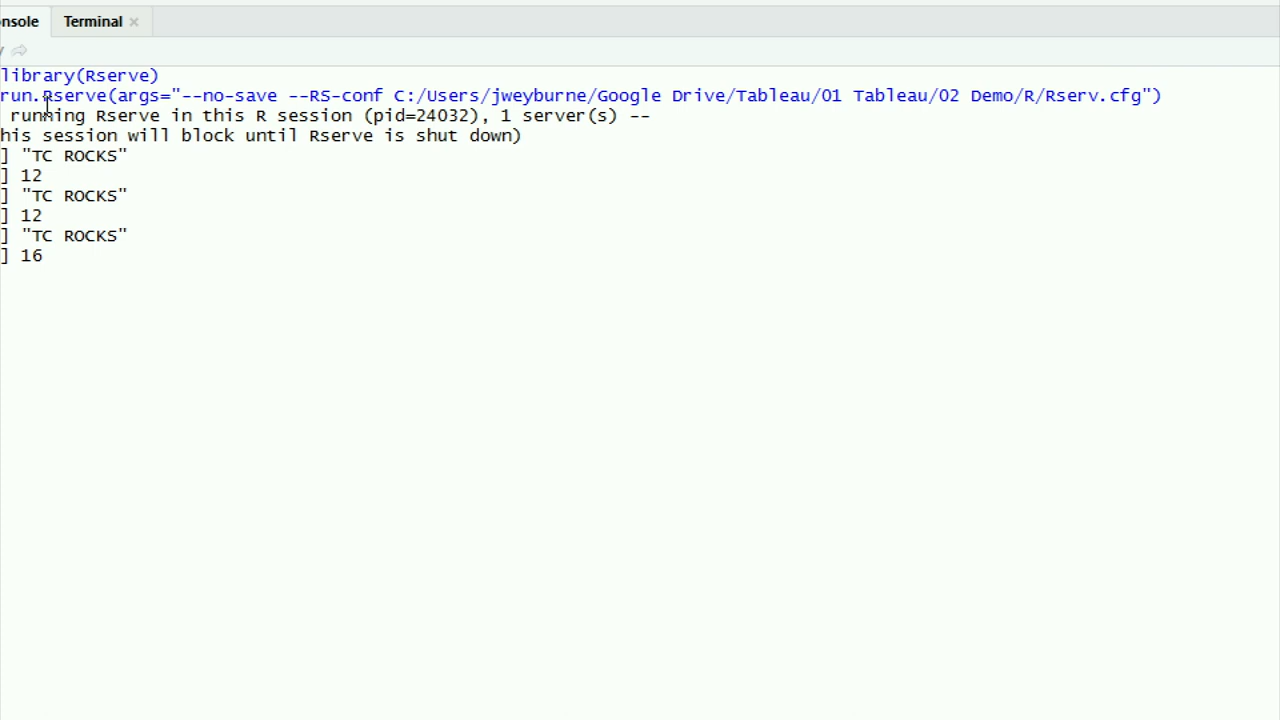 nsole Terminal
library(Rserve)
run.Rserve(args="--no-save --RS-conf C:/Users/jweyburne/Google Drive/Tableau/01 Tableau/02 Demo/R/Rserv.cfg")
running Rserve in this R session (pid=24032), 1 server(s) --
his session will block until Rserve is shut down)
] "TC ROCKS"
] 12
] "TC ROCKS"
] 12
] "TC ROCKS"
] 16